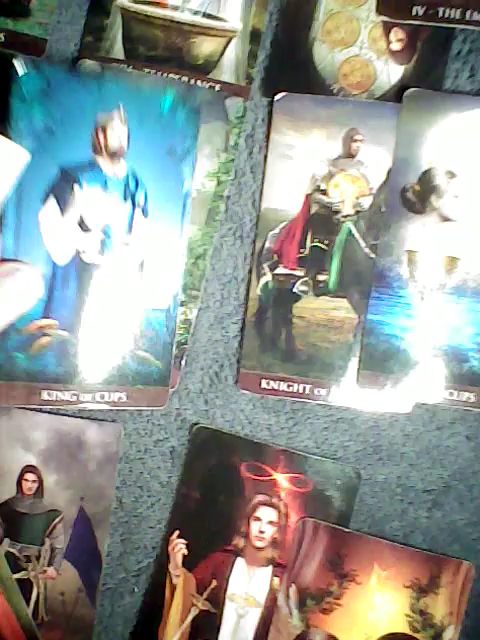 IV - THE EM
TEMPERANCE
KING OF CUPS
KNIGHT OF
CUPS